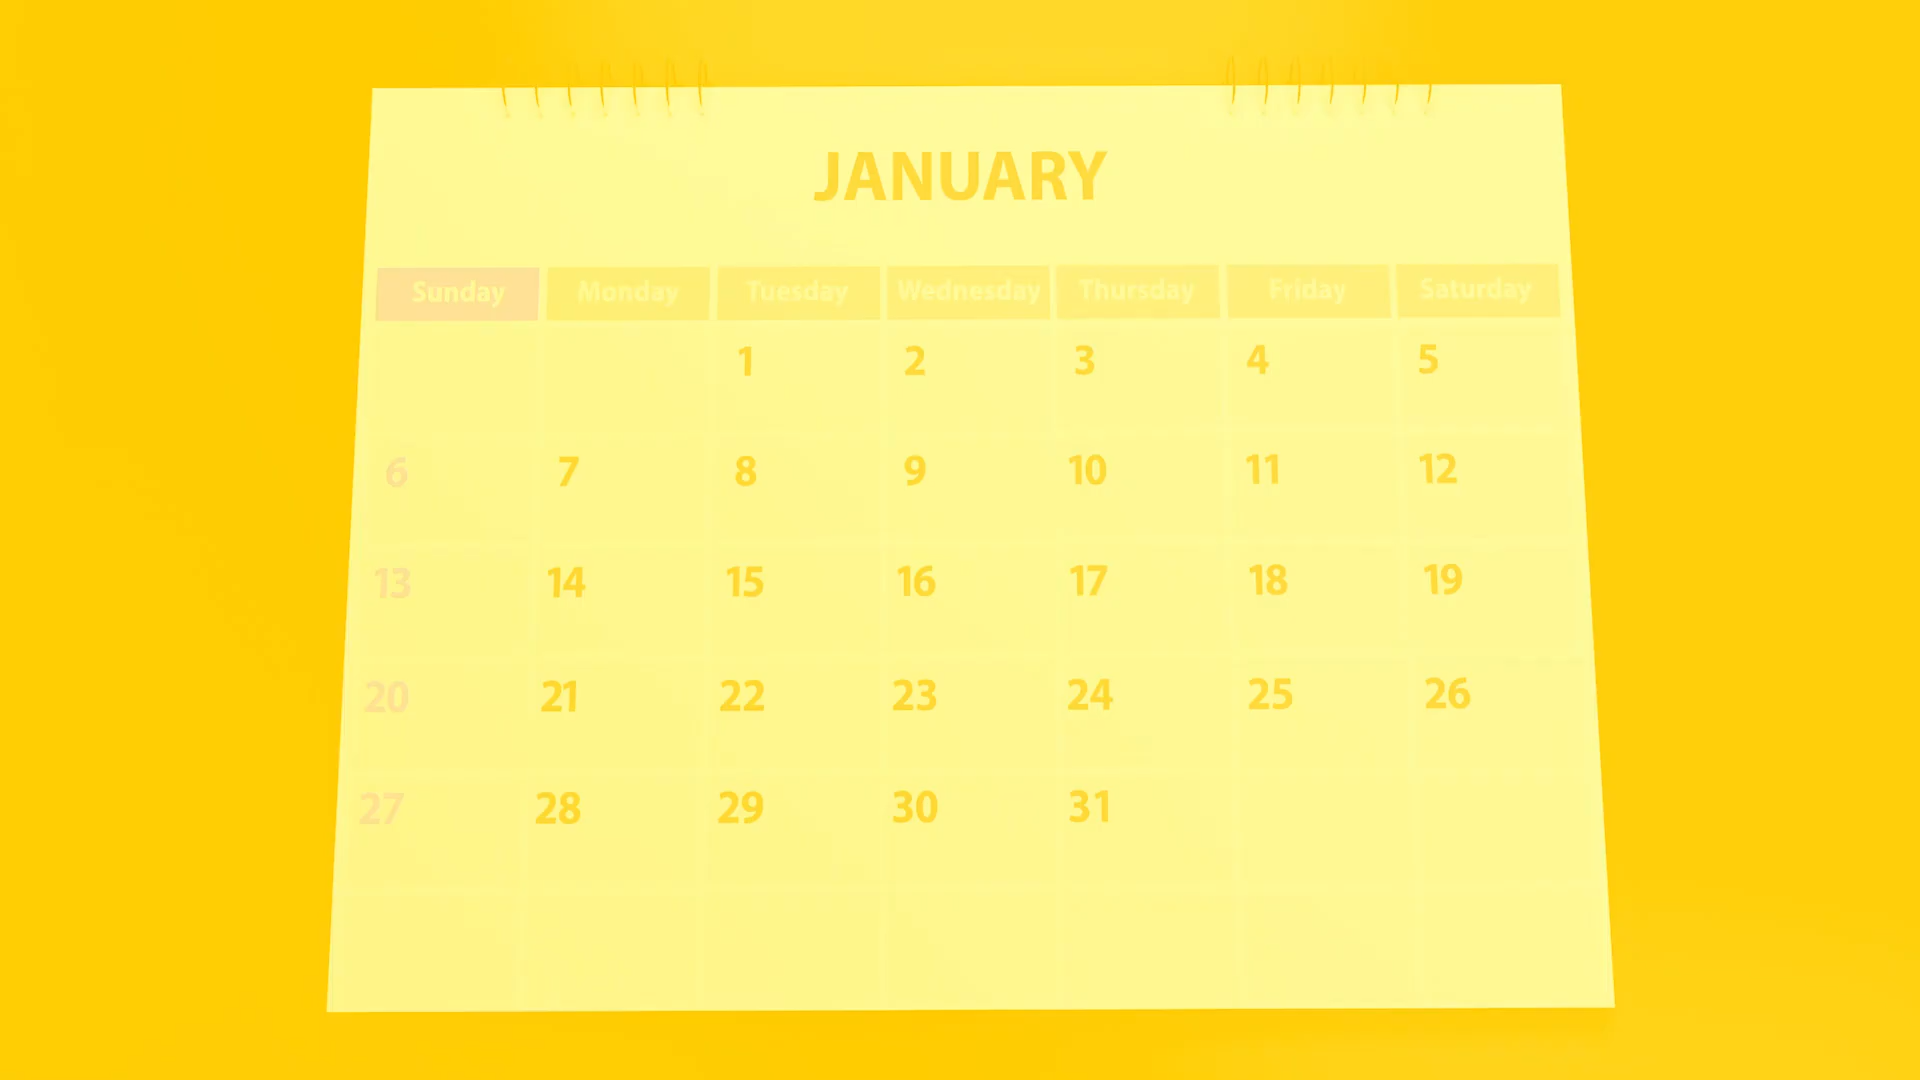 JANUARY
Sunday Monday Tuesday Wednesday Thursday Friday Saturday
1 2 3 4 5
6 7 8 9 10 11 12
13 14 15 16 17 18 19
20 21 22 23 24 25 26
27 28 29 30 31